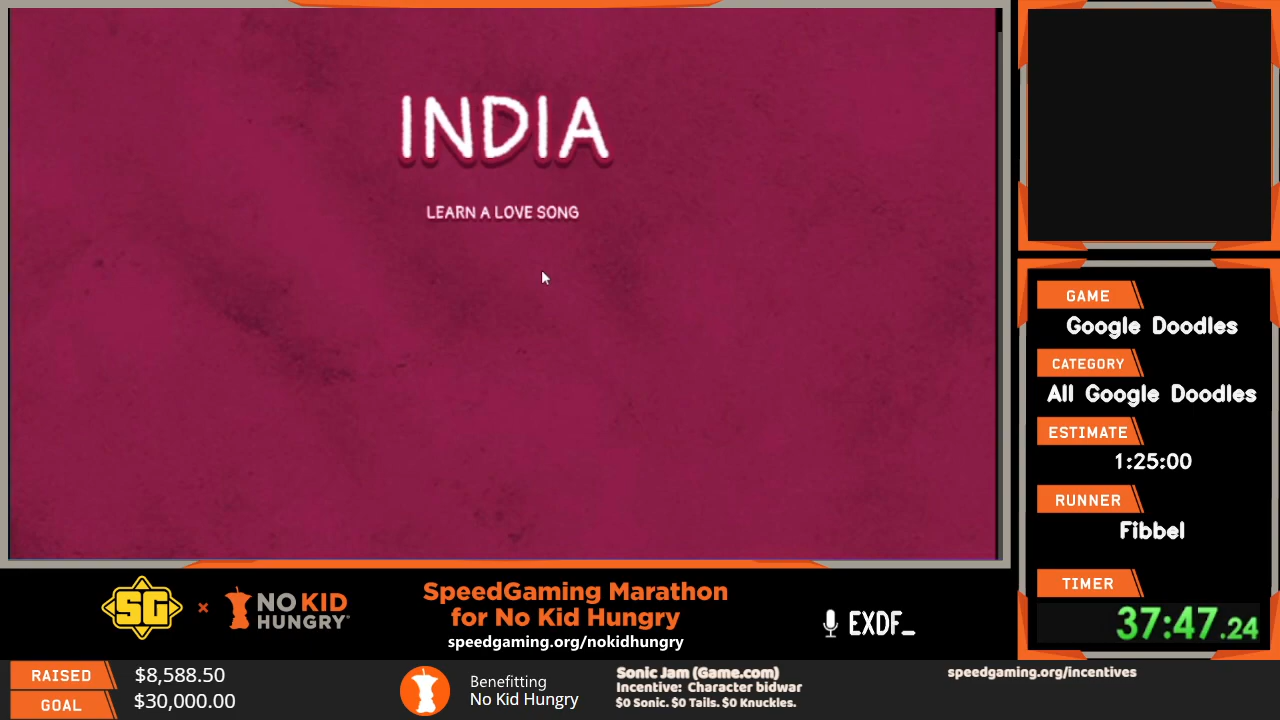 INDIA
LEARN A LOVE SONG
GAME
Google Doodles
CATEGORY
All Google Doodles
ESTIMATE
1:25:00
RUNNER
Fibbel
TIMER
37:47.24
SG × NO KID HUNGRY
SpeedGaming Marathon
for No Kid Hungry
speedgaming.org/nokidhungry
EXDF_
RAISED $8,588.50
GOAL $30,000.00
Benefitting
No Kid Hungry
Sonic Jam (Game.com)
Incentive: Character bidwar
$0 Sonic. $0 Tails. $0 Knuckles.
speedgaming.org/incentives